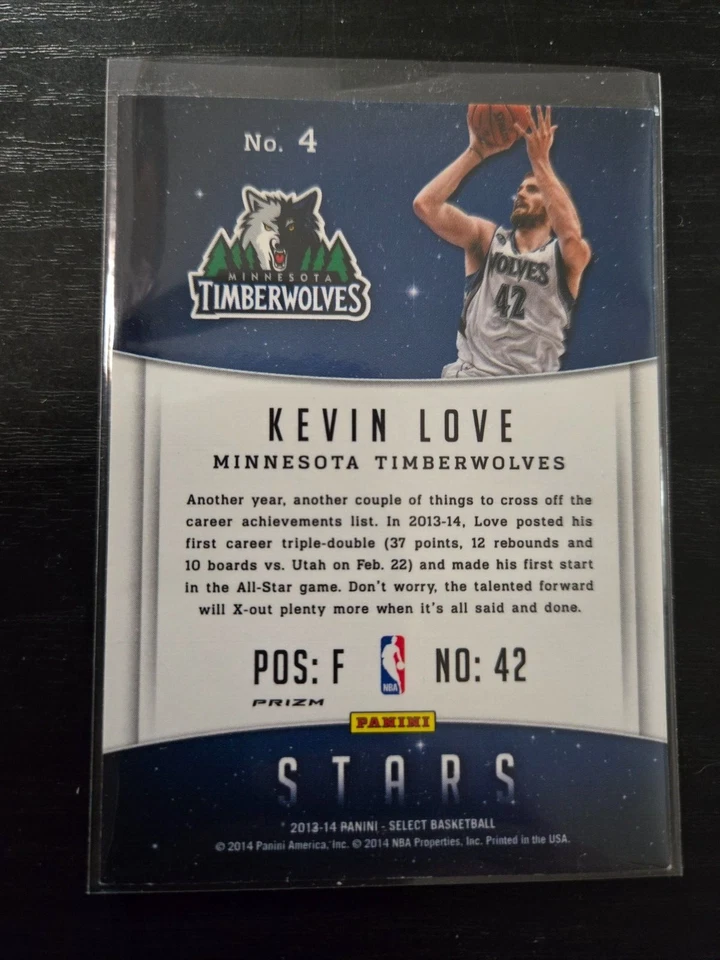 No. 4
MINNESOTA
TIMBERWOLVES
WOLVES
42
KEVIN LOVE
MINNESOTA TIMBERWOLVES
Another year, another couple of things to cross off the
career achievements list. In 2013-14, Love posted his
first career triple-double (37 points, 12 rebounds and
10 boards vs. Utah on Feb. 22) and made his first start
in the All-Star game. Don't worry, the talented forward
will X-out plenty more when it's all said and done.
POS: F NBA NO: 42
PRIZM
PANINI
STARS
2013-14 PANINI - SELECT BASKETBALL
© 2014 Panini America, Inc. © 2014 NBA Properties, Inc. Printed in the USA.